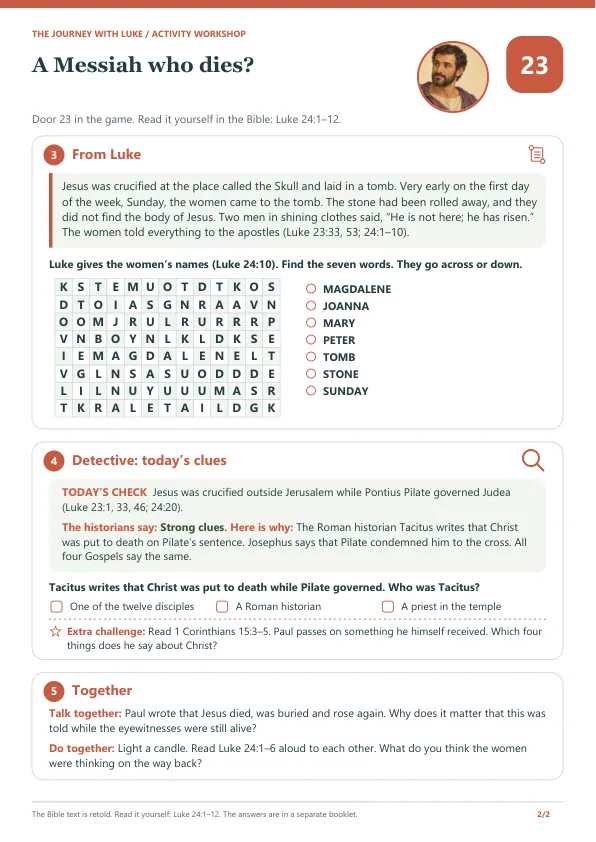 THE JOURNEY WITH LUKE / ACTIVITY WORKSHOP
A Messiah who dies?
23
Door 23 in the game. Read it yourself in the Bible: Luke 24:1–12.
3 From Luke
Jesus was crucified at the place called the Skull and laid in a tomb. Very early on the first day
of the week, Sunday, the women came to the tomb. The stone had been rolled away, and they
did not find the body of Jesus. Two men in shining clothes said, “He is not here; he has risen.”
The women told everything to the apostles (Luke 23:33, 53; 24:1–10).
Luke gives the women’s names (Luke 24:10). Find the seven words. They go across or down.
K S T E M U O T D T K O S
D T O I A S G N R A A V N
O O M J R U L R U R R R P
V N B O Y N L K L D K S E
I E M A G D A L E N E L T
V G L N S A S U O D D D E
L I L N U Y U U U M A S R
T K R A L E T A I L D G K
MAGDALENE
JOANNA
MARY
PETER
TOMB
STONE
SUNDAY
4 Detective: today’s clues
TODAY’S CHECK Jesus was crucified outside Jerusalem while Pontius Pilate governed Judea
(Luke 23:1, 33, 46; 24:20).
The historians say: Strong clues. Here is why: The Roman historian Tacitus writes that Christ
was put to death on Pilate’s sentence. Josephus says that Pilate condemned him to the cross. All
four Gospels say the same.
Tacitus writes that Christ was put to death while Pilate governed. Who was Tacitus?
One of the twelve disciples A Roman historian A priest in the temple
Extra challenge: Read 1 Corinthians 15:3–5. Paul passes on something he himself received. Which four
things does he say about Christ?
5 Together
Talk together: Paul wrote that Jesus died, was buried and rose again. Why does it matter that this was
told while the eyewitnesses were still alive?
Do together: Light a candle. Read Luke 24:1–6 aloud to each other. What do you think the women
were thinking on the way back?
The Bible text is retold. Read it yourself: Luke 24:1–12. The answers are in a separate booklet.
2/2